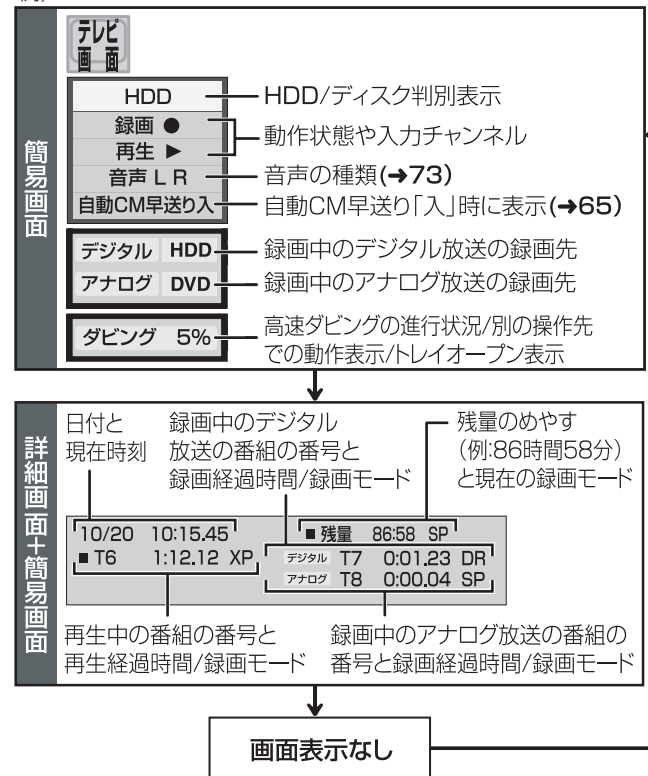 テレビ
画面
簡易画面
HDD
HDD/ディスク判別表示
録画 ●
再生 ▶
動作状態や入力チャンネル
音声 L R
音声の種類(➔73)
自動CM早送り入
自動CM早送り「入」時に表示(➔65)
デジタル HDD
録画中のデジタル放送の録画先
アナログ DVD
録画中のアナログ放送の録画先
ダビング 5%
高速ダビングの進行状況/別の操作先
での動作表示/トレイオープン表示
詳細画面+簡易画面
日付と
現在時刻
録画中のデジタル
放送の番組の番号と
録画経過時間/録画モード
残量のめやす
(例:86時間58分)
と現在の録画モード
10/20 10:15.45
■ 残量 86:58 SP
■ T6 1:12.12 XP
デジタル T7 0:01.23 DR
アナログ T8 0:00.04 SP
再生中の番組の番号と
再生経過時間/録画モード
録画中のアナログ放送の番組の
番号と録画経過時間/録画モード
画面表示なし